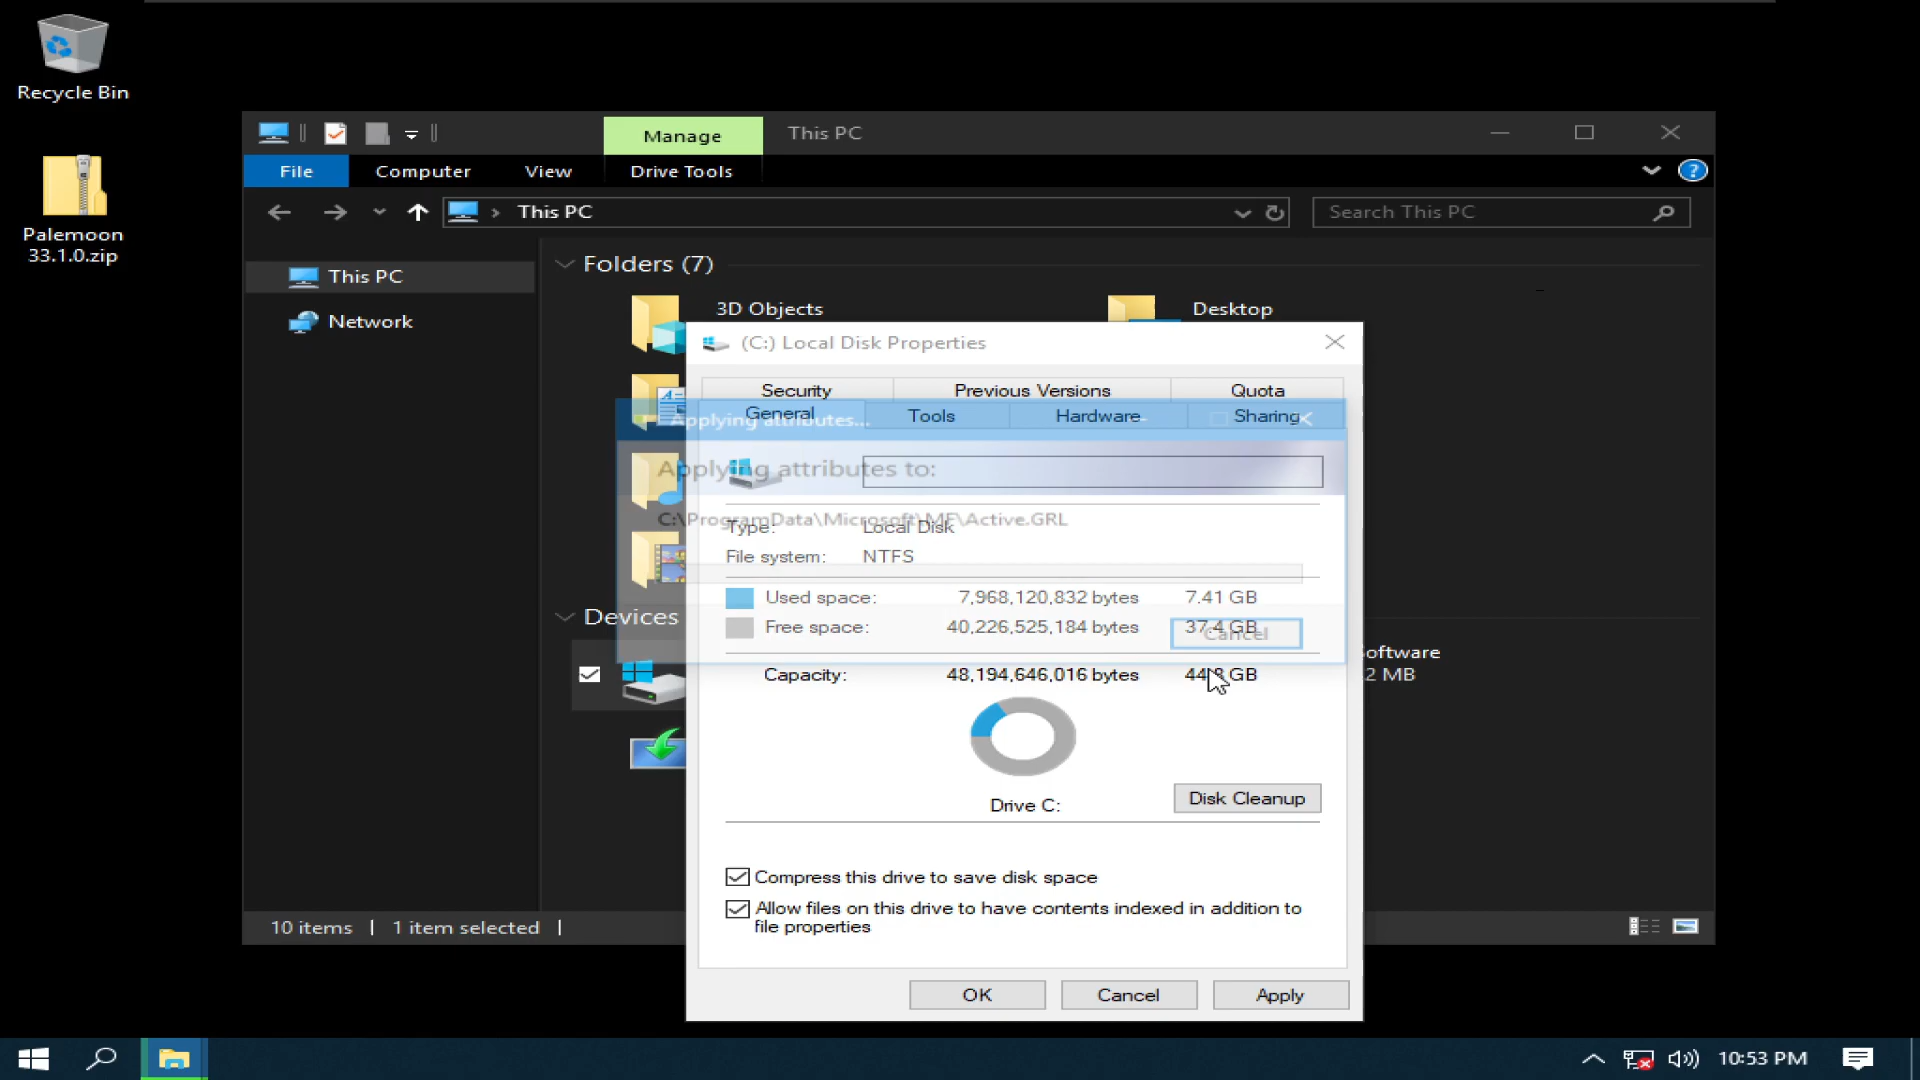 Recycle Bin
Palemoon
33.1.0.zip
Manage
This PC
File
Computer
View
Drive Tools
This PC
Search This PC
This PC
Network
Folders (7)
3D Objects
Desktop
(C:) Local Disk Properties
Security
Previous Versions
Quota
General
Tools
Hardware
Sharing
Applying attributes...
Applying attributes to:
C:\ProgramData\Microsoft\MF\Active.GRL
Type:
Local Disk
File system:
NTFS
Devices
Used space:
7,968,120,832 bytes
7.41 GB
Free space:
40,226,525,184 bytes
37.4 GB
Cancel
Capacity:
48,194,646,016 bytes
44.8 GB
oftware
2 MB
Drive C:
Disk Cleanup
Compress this drive to save disk space
Allow files on this drive to have contents indexed in addition to
file properties
10 items
1 item selected
OK
Cancel
Apply
10:53 PM